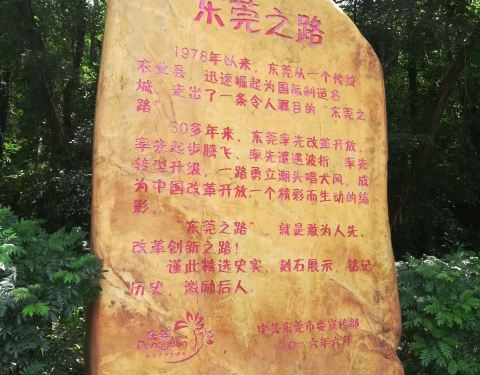 东莞之路
1978年以来，东莞从一个传统
农业县，迅速崛起为国际制造名
城，走出了一条令人瞩目的“东莞之
路”。
30多年来，东莞率先改革开放、
率先起步腾飞、率先遭遇波折，率先
转型升级，一路勇立潮头唱大风，成
为中国改革开放一个精彩而生动的缩
影。
“东莞之路”，就是敢为人先、
改革创新之路！
谨此精选史实，刻石展示，铭记
历史，激励后人。
东莞
Dongguan
中共东莞市委宣传部
二〇一六年六月